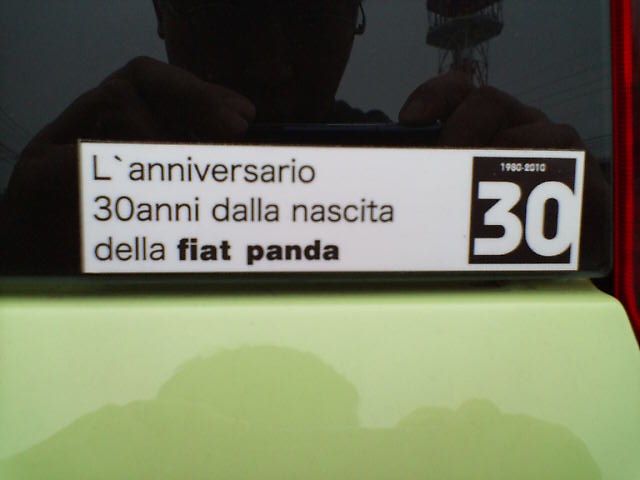 L`anniversario
30anni dalla nascita
della fiat panda
1980-2010
30